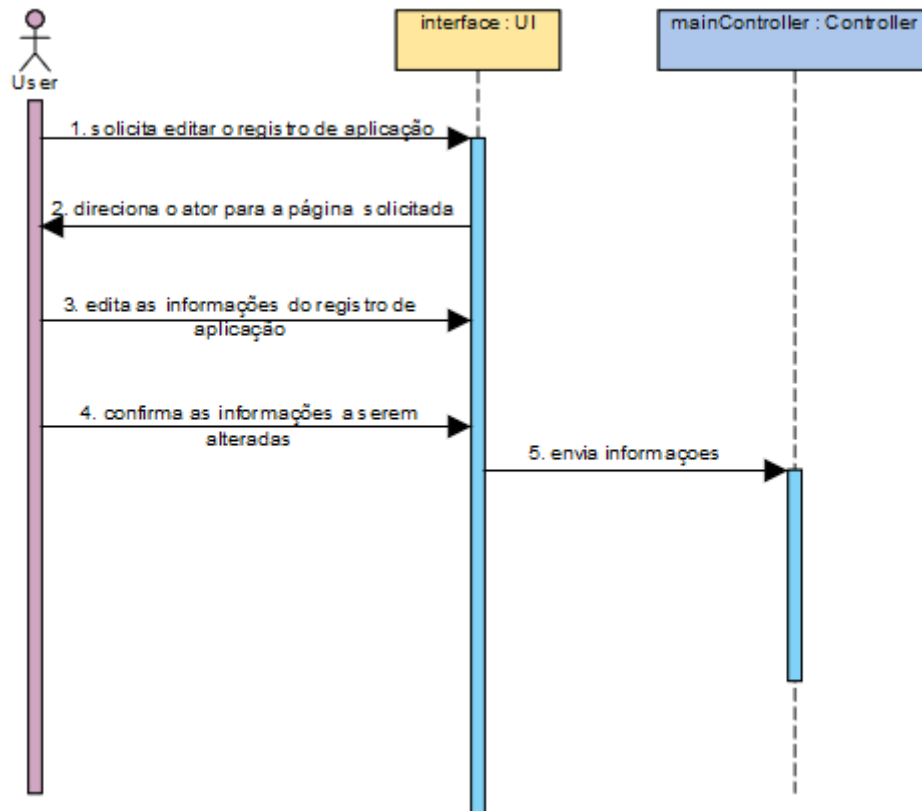 interface : UI
mainController : Controller
User
1. solicita editar o registro de aplicação
2. direciona o ator para a página solicitada
3. edita as informações do registro de
aplicação
4. confirma as informações a serem
alteradas
5. envia informaçoes